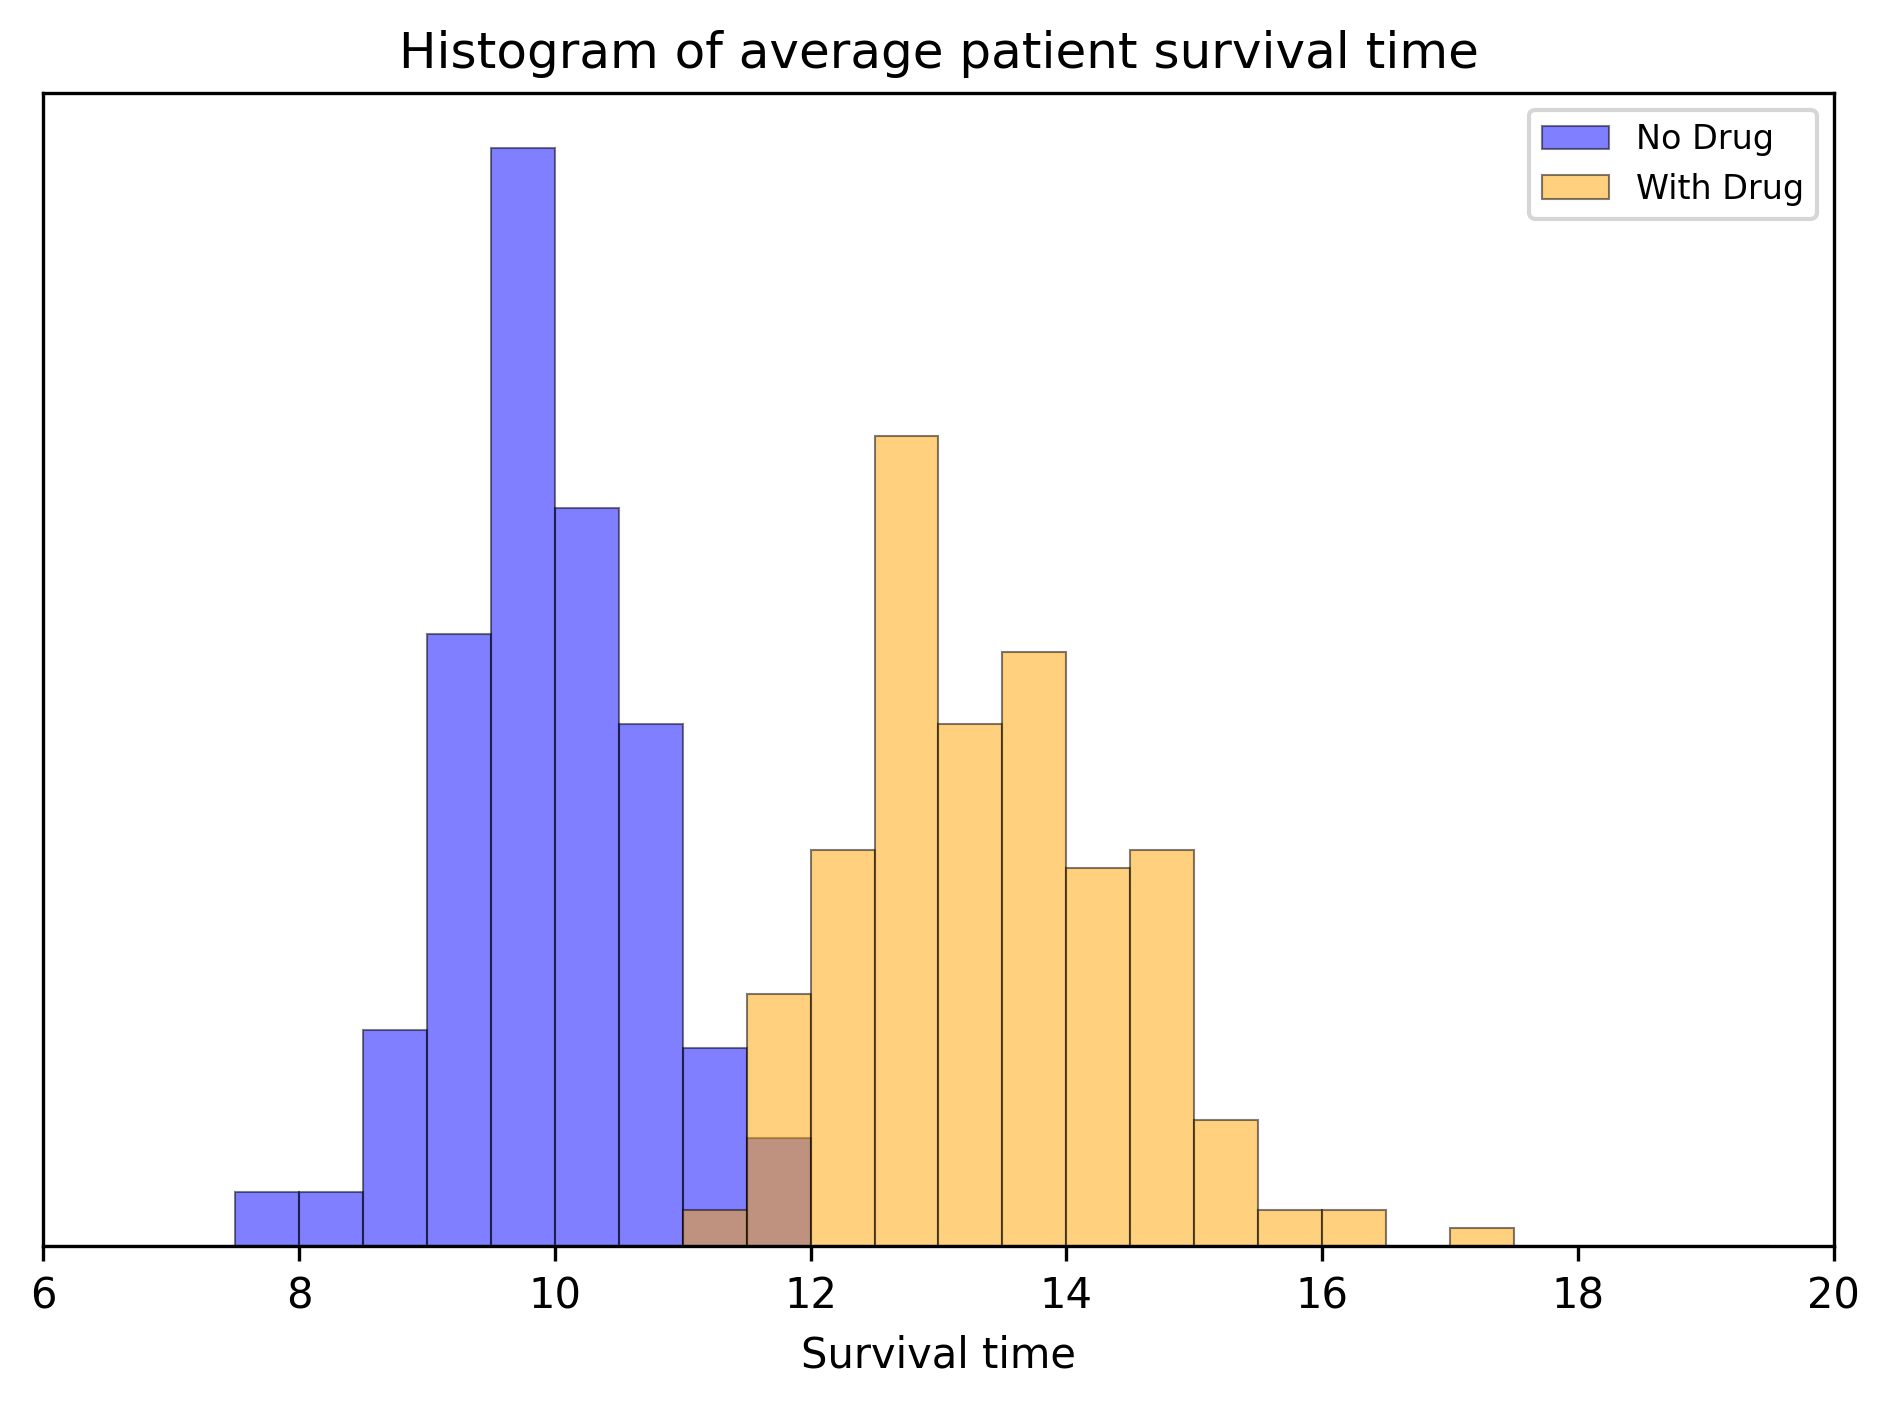 Histogram of average patient survival time
No Drug
With Drug
6 8 10 12 14 16 18 20
Survival time